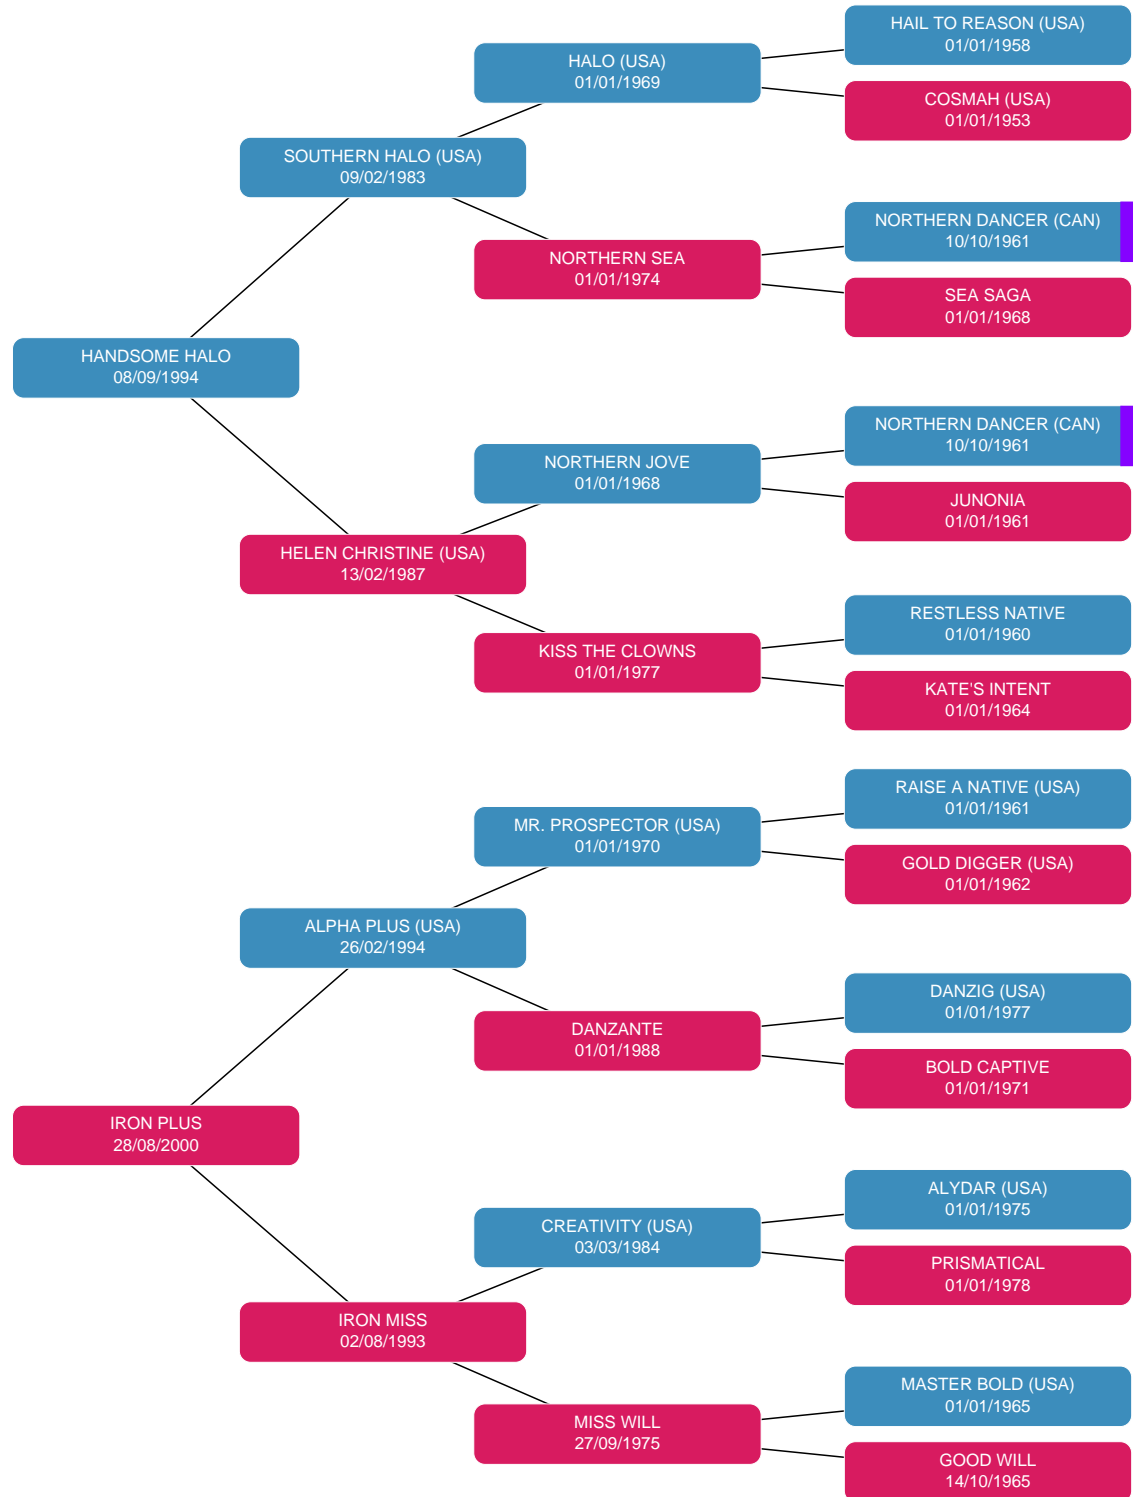 HAIL TO REASON (USA)
01/01/1958
HALO (USA)
01/01/1969
COSMAH (USA)
01/01/1953
SOUTHERN HALO (USA)
09/02/1983
NORTHERN DANCER (CAN)
10/10/1961
NORTHERN SEA
01/01/1974
SEA SAGA
01/01/1968
HANDSOME HALO
08/09/1994
NORTHERN DANCER (CAN)
10/10/1961
NORTHERN JOVE
01/01/1968
JUNONIA
01/01/1961
HELEN CHRISTINE (USA)
13/02/1987
RESTLESS NATIVE
01/01/1960
KISS THE CLOWNS
01/01/1977
KATE'S INTENT
01/01/1964
RAISE A NATIVE (USA)
01/01/1961
MR. PROSPECTOR (USA)
01/01/1970
GOLD DIGGER (USA)
01/01/1962
ALPHA PLUS (USA)
26/02/1994
DANZIG (USA)
01/01/1977
DANZANTE
01/01/1988
BOLD CAPTIVE
01/01/1971
IRON PLUS
28/08/2000
ALYDAR (USA)
01/01/1975
CREATIVITY (USA)
03/03/1984
PRISMATICAL
01/01/1978
IRON MISS
02/08/1993
MASTER BOLD (USA)
01/01/1965
MISS WILL
27/09/1975
GOOD WILL
14/10/1965